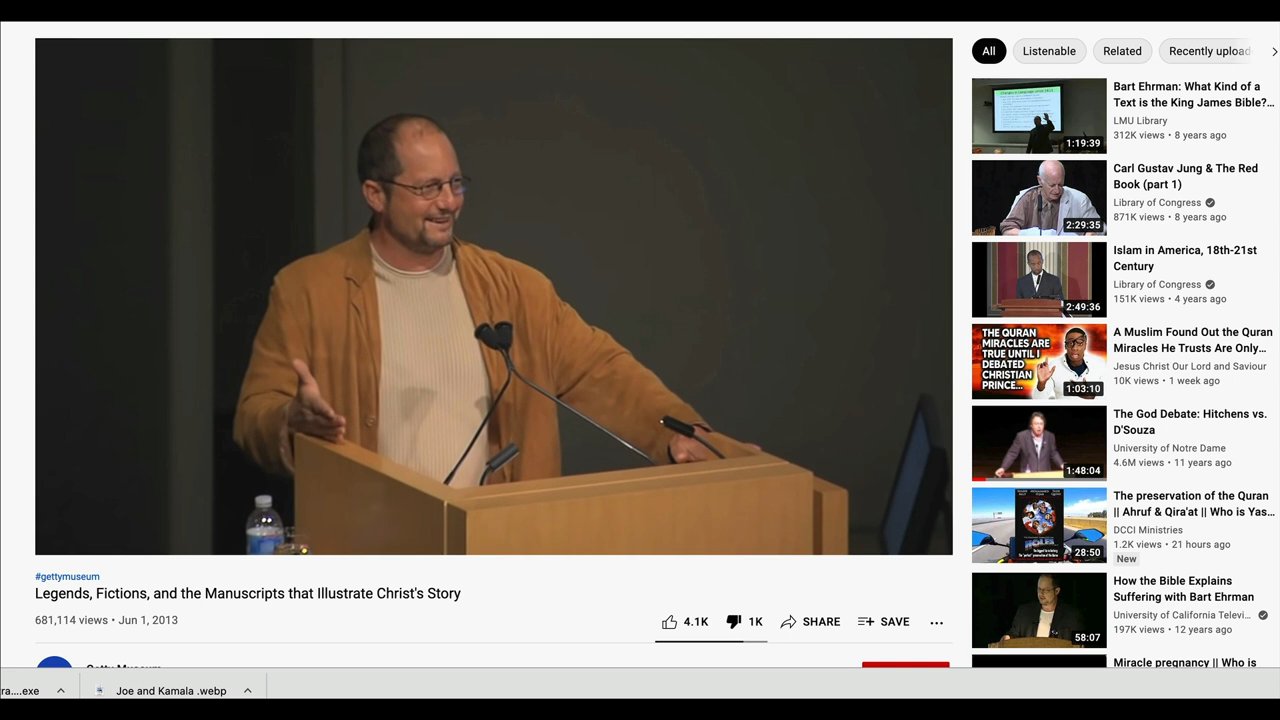 #gettymuseum
Legends, Fictions, and the Manuscripts that Illustrate Christ's Story
681,114 views • Jun 1, 2013
4.1K
1K
SHARE
SAVE
Getty Museum
All
Listenable
Related
Recently upload
1:19:39
Bart Ehrman: What Kind of a
Text is the King James Bible?...
LMU Library
312K views • 8 years ago
2:29:35
Carl Gustav Jung & The Red
Book (part 1)
Library of Congress
871K views • 8 years ago
2:49:36
Islam in America, 18th-21st
Century
Library of Congress
151K views • 4 years ago
THE QURAN
MIRACLES ARE
TRUE UNTIL I
DEBATED
CHRISTIAN
PRINCE...
1:03:10
A Muslim Found Out the Quran
Miracles He Trusts Are Only...
Jesus Christ Our Lord and Saviour
10K views • 1 week ago
1:48:04
The God Debate: Hitchens vs.
D'Souza
University of Notre Dame
4.6M views • 11 years ago
HOLES
28:50
The preservation of the Quran
|| Ahruf & Qira'at || Who is Yas...
DCCI Ministries
1.2K views • 21 hours ago
New
58:07
How the Bible Explains
Suffering with Bart Ehrman
University of California Televi...
197K views • 12 years ago
Miracle pregnancy || Who is
ra....exe
Joe and Kamala .webp